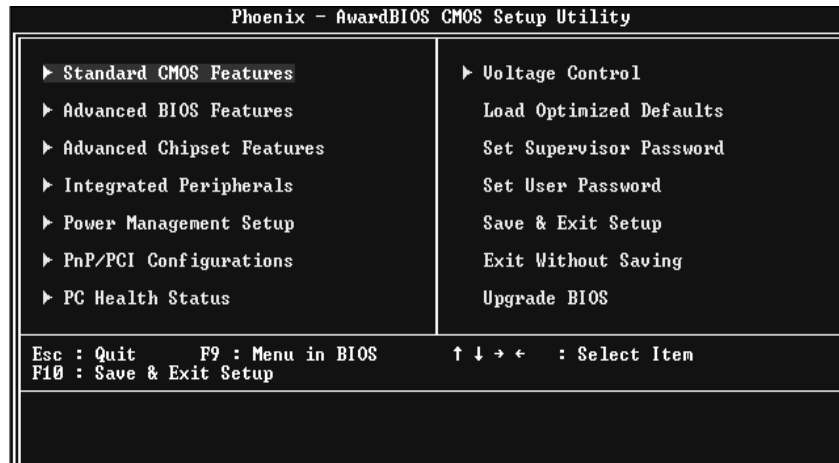 Phoenix - AwardBIOS CMOS Setup Utility
▶ Standard CMOS Features
▶ Advanced BIOS Features
▶ Advanced Chipset Features
▶ Integrated Peripherals
▶ Power Management Setup
▶ PnP/PCI Configurations
▶ PC Health Status
▶ Voltage Control
Load Optimized Defaults
Set Supervisor Password
Set User Password
Save & Exit Setup
Exit Without Saving
Upgrade BIOS
Esc : Quit F9 : Menu in BIOS ↑ ↓ → ← : Select Item
F10 : Save & Exit Setup